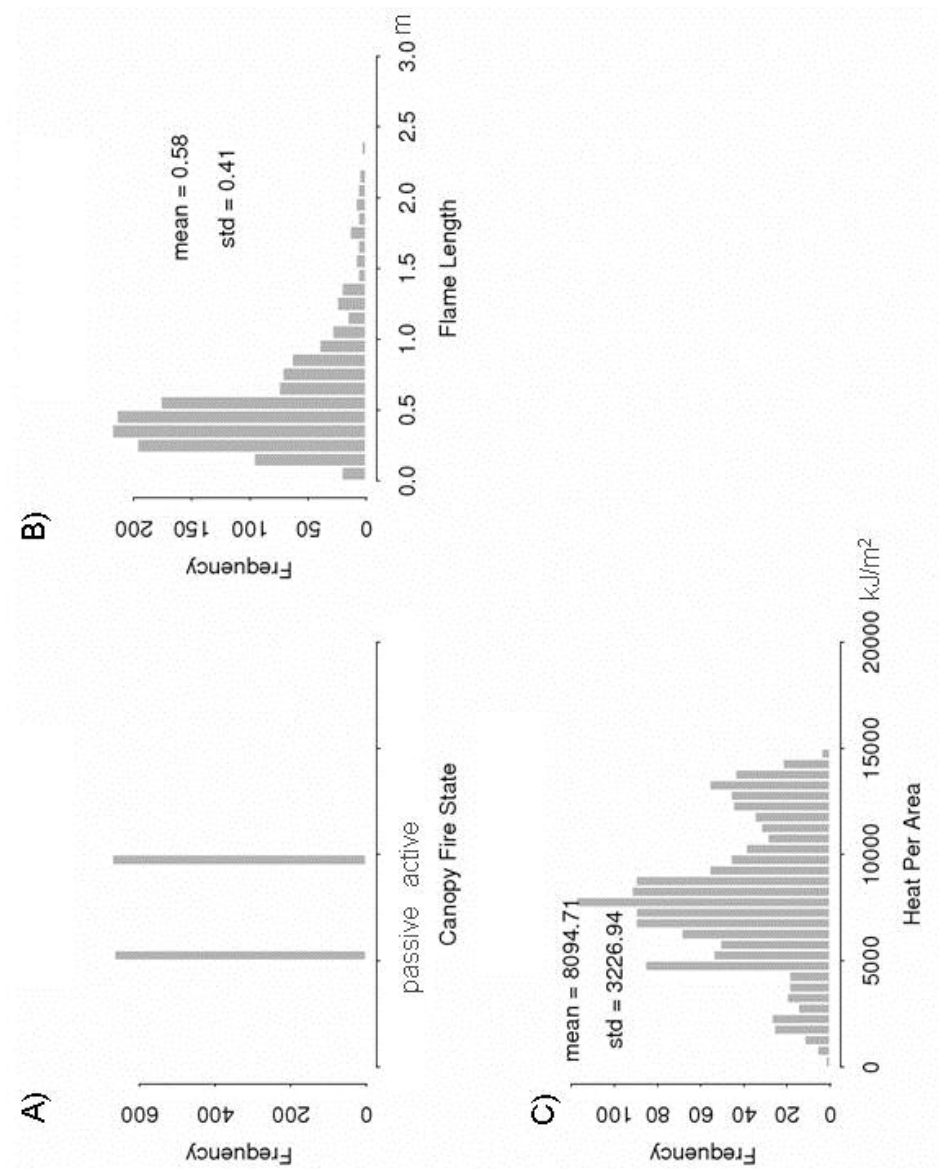 A)
Frequency
600
400
200
0
passive active
Canopy Fire State
B)
Frequency
200
150
100
50
0
mean = 0.58
std = 0.41
0.0 0.5 1.0 1.5 2.0 2.5 3.0 m
Flame Length
C)
Frequency
100
80
60
40
20
0
mean = 8094.71
std = 3226.94
0 5000 10000 15000 20000 kJ/m²
Heat Per Area